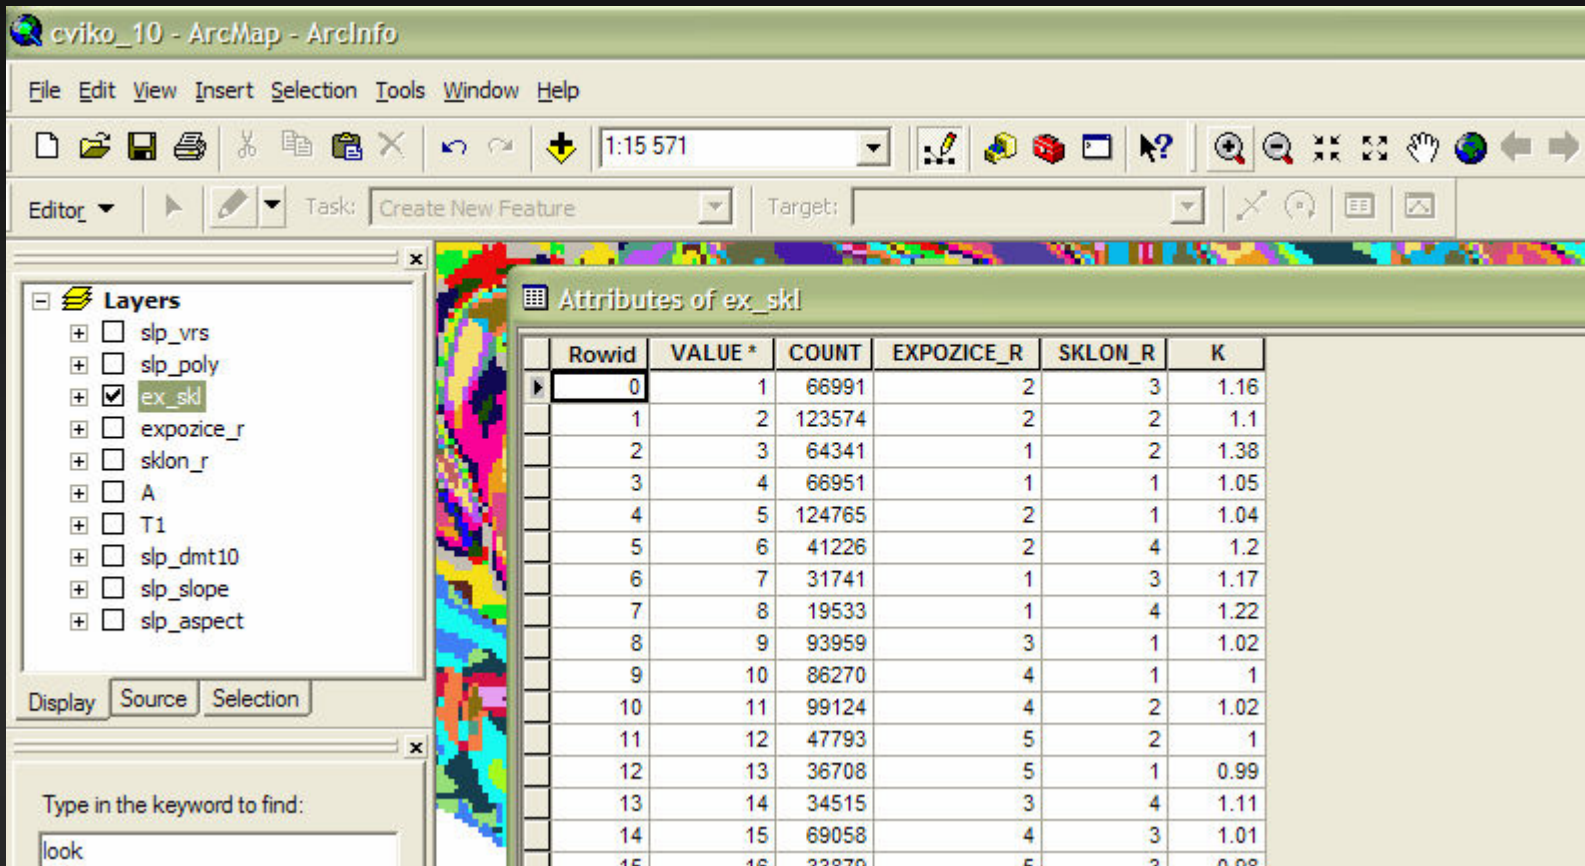 cviko_10 - ArcMap - ArcInfo
File Edit View Insert Selection Tools Window Help
1:15 571
Editor Task: Create New Feature Target:
Layers
slp_vrs
slp_poly
ex_skl
expozice_r
sklon_r
A
T1
slp_dmt10
slp_slope
slp_aspect
Display Source Selection
Type in the keyword to find:
look
Attributes of ex_skl
Rowid VALUE * COUNT EXPOZICE_R SKLON_R K
0 1 66991 2 3 1.16
1 2 123574 2 2 1.1
2 3 64341 1 2 1.38
3 4 66951 1 1 1.05
4 5 124765 2 1 1.04
5 6 41226 2 4 1.2
6 7 31741 1 3 1.17
7 8 19533 1 4 1.22
8 9 93959 3 1 1.02
9 10 86270 4 1 1
10 11 99124 4 2 1.02
11 12 47793 5 2 1
12 13 36708 5 1 0.99
13 14 34515 3 4 1.11
14 15 69058 4 3 1.01